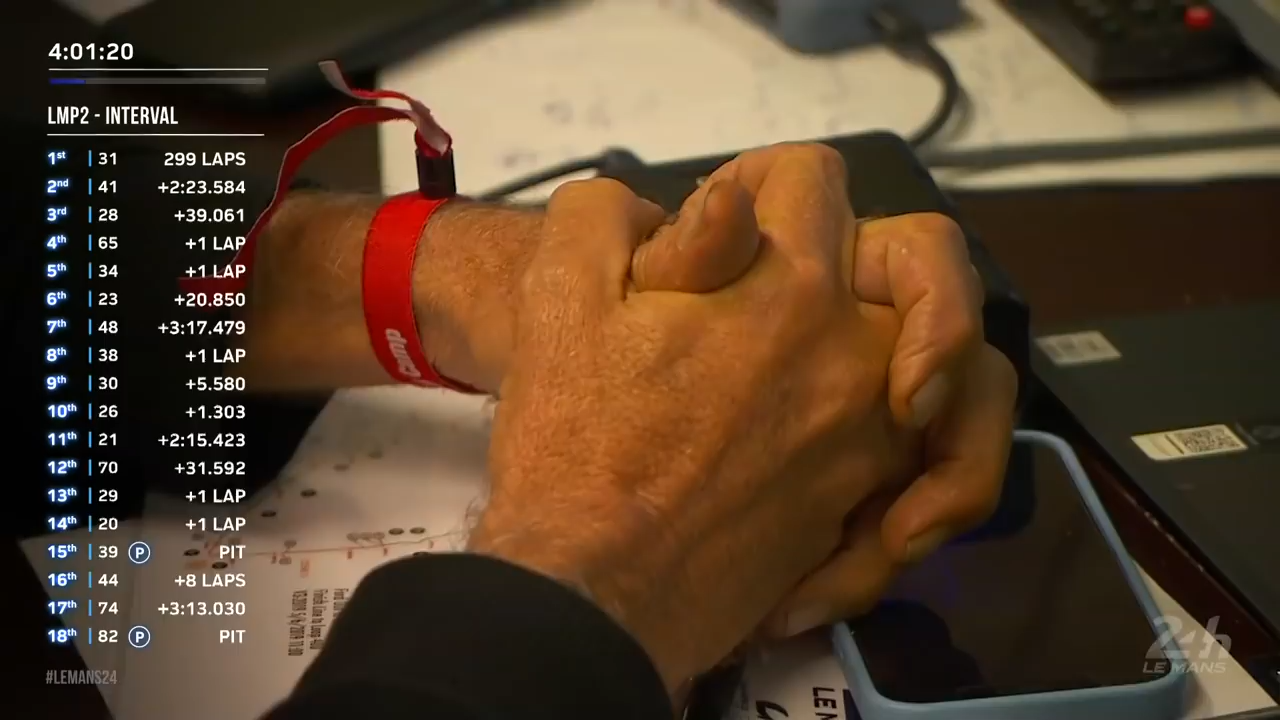 4:01:20
LMP2 - INTERVAL
1st 31 299 LAPS
2nd 41 +2:23.584
3rd 28 +39.061
4th 65 +1 LAP
5th 34 +1 LAP
6th 23 +20.850
7th 48 +3:17.479
8th 38 +1 LAP
9th 30 +5.580
10th 26 +1.303
11th 21 +2:15.423
12th 70 +31.592
13th 29 +1 LAP
14th 20 +1 LAP
15th 39 P PIT
16th 44 +8 LAPS
17th 74 +3:13.030
18th 82 P PIT
#LEMANS24
24h
LE MANS
Camp
LE